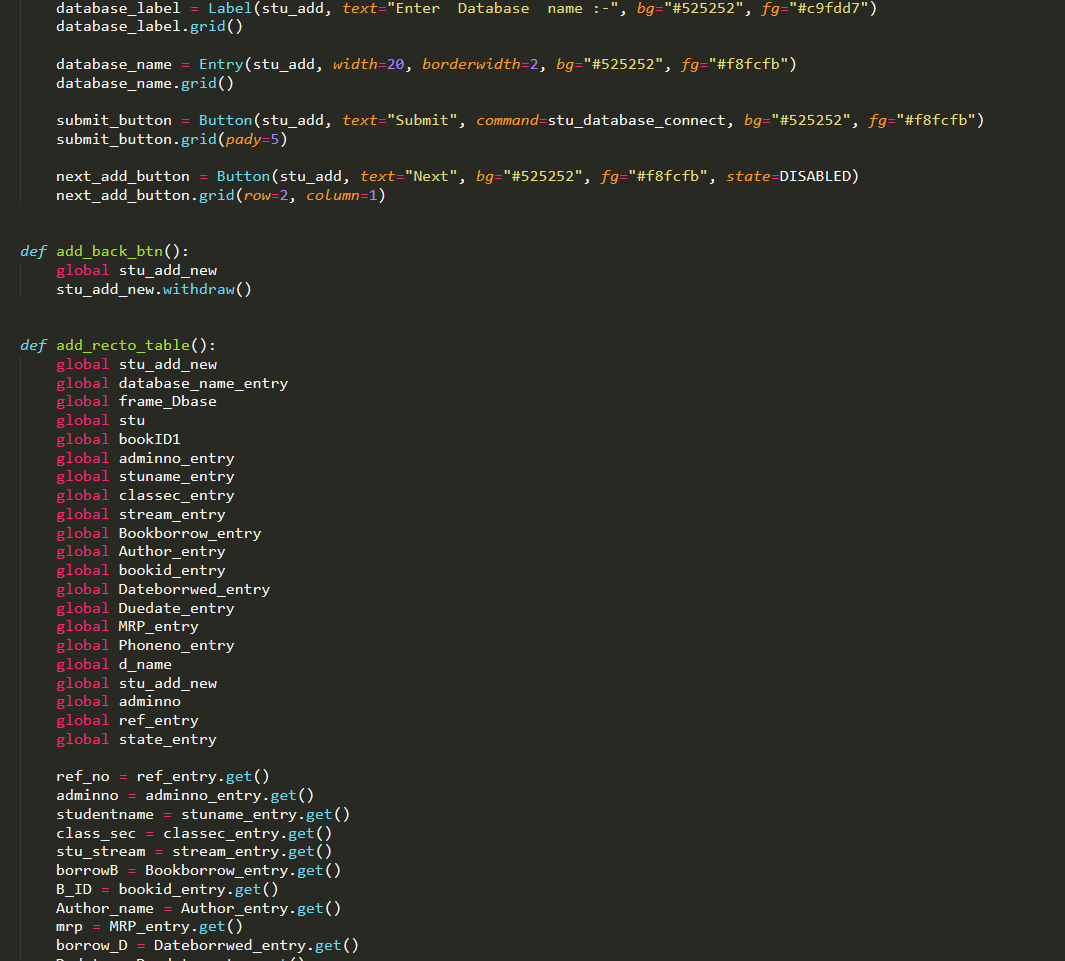 database_label = Label(stu_add, text="Enter  Database  name :-", bg="#525252", fg="#c9fdd7")
database_label.grid()
database_name = Entry(stu_add, width=20, borderwidth=2, bg="#525252", fg="#f8fcfb")
database_name.grid()
submit_button = Button(stu_add, text="Submit", command=stu_database_connect, bg="#525252", fg="#f8fcfb")
submit_button.grid(pady=5)
next_add_button = Button(stu_add, text="Next", bg="#525252", fg="#f8fcfb", state=DISABLED)
next_add_button.grid(row=2, column=1)
def add_back_btn():
global stu_add_new
stu_add_new.withdraw()
def add_recto_table():
global stu_add_new
global database_name_entry
global frame_Dbase
global stu
global bookID1
global adminno_entry
global stuname_entry
global classec_entry
global stream_entry
global Bookborrow_entry
global Author_entry
global bookid_entry
global Dateborrwed_entry
global Duedate_entry
global MRP_entry
global Phoneno_entry
global d_name
global stu_add_new
global adminno
global ref_entry
global state_entry
ref_no = ref_entry.get()
adminno = adminno_entry.get()
studentname = stuname_entry.get()
class_sec = classec_entry.get()
stu_stream = stream_entry.get()
borrowB = Bookborrow_entry.get()
B_ID = bookid_entry.get()
Author_name = Author_entry.get()
mrp = MRP_entry.get()
borrow_D = Dateborrwed_entry.get()